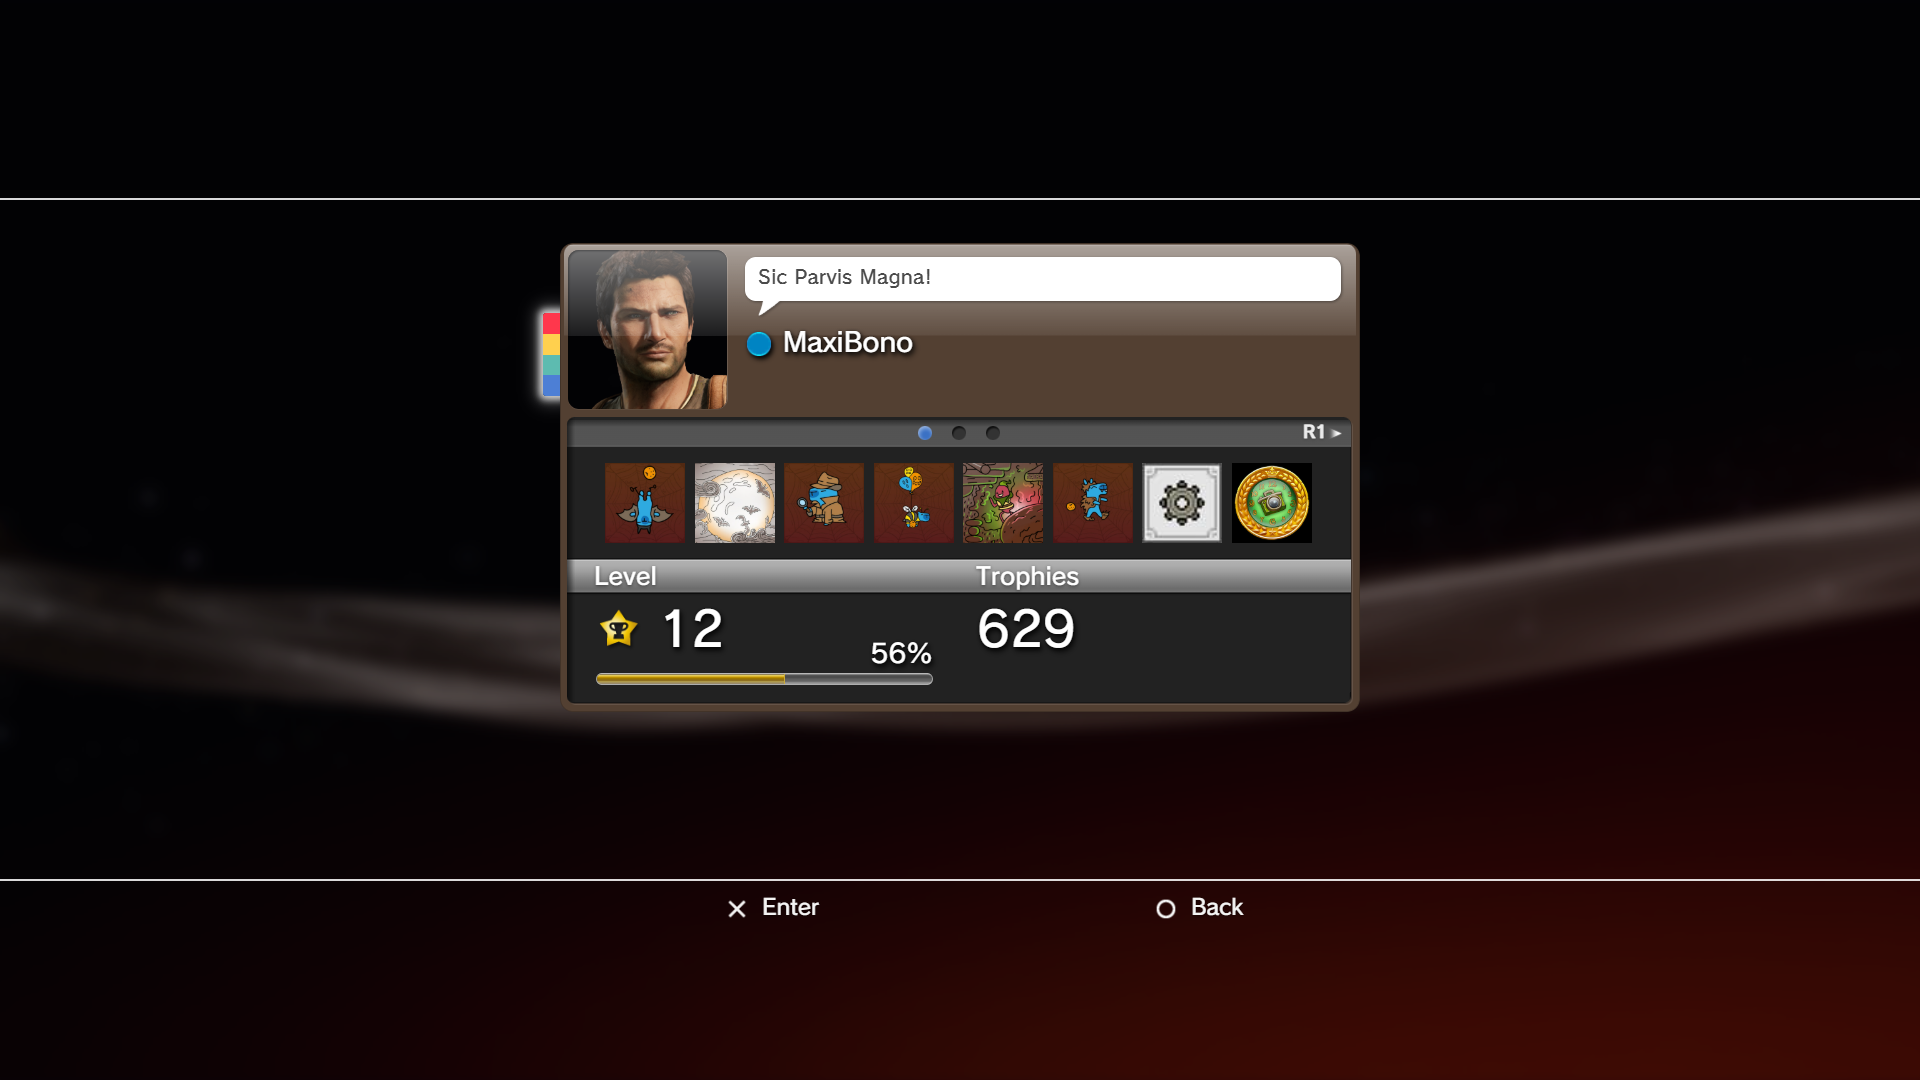 Sic Parvis Magna!
MaxiBono
R1
Level
Trophies
12
56%
629
Enter
Back